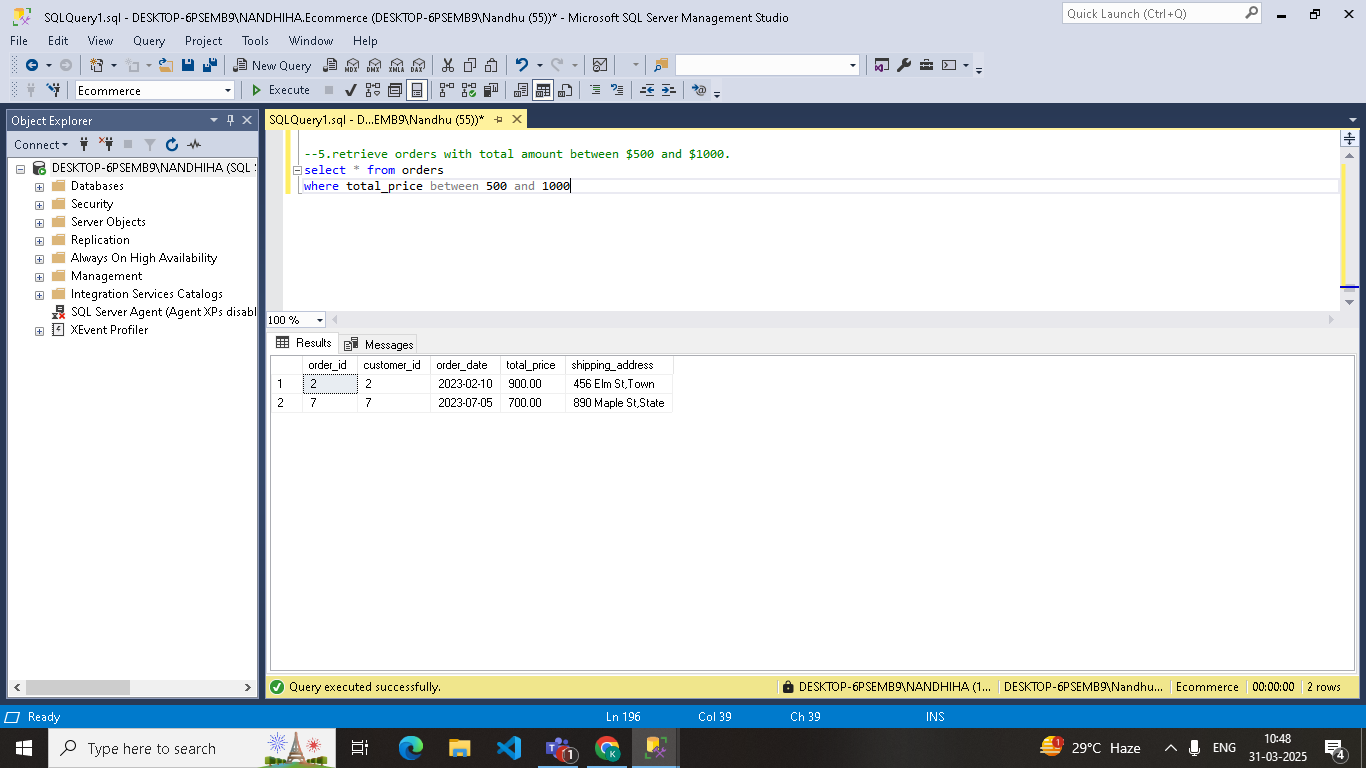 SQLQuery1.sql - DESKTOP-6PSEMB9\NANDHIHA.Ecommerce (DESKTOP-6PSEMB9\Nandhu (55))* - Microsoft SQL Server Management Studio
Quick Launch (Ctrl+Q)
File Edit View Query Project Tools Window Help
New Query MDX DMX XMLA DAX
Ecommerce Execute
Object Explorer
SQLQuery1.sql - D...EMB9\Nandhu (55))*
Connect
DESKTOP-6PSEMB9\NANDHIHA (SQL
Databases
Security
Server Objects
Replication
Always On High Availability
Management
Integration Services Catalogs
SQL Server Agent (Agent XPs disabl
XEvent Profiler
--5.retrieve orders with total amount between $500 and $1000.
select * from orders
where total_price between 500 and 1000
100 %
Results Messages
order_id customer_id order_date total_price shipping_address
1 2 2 2023-02-10 900.00 456 Elm St,Town
2 7 7 2023-07-05 700.00 890 Maple St,State
Query executed successfully. DESKTOP-6PSEMB9\NANDHIHA (1... DESKTOP-6PSEMB9\Nandhu... Ecommerce 00:00:00 2 rows
Ready Ln 196 Col 39 Ch 39 INS
Type here to search 1 1 29°C Haze ENG 10:48 4
31-03-2025